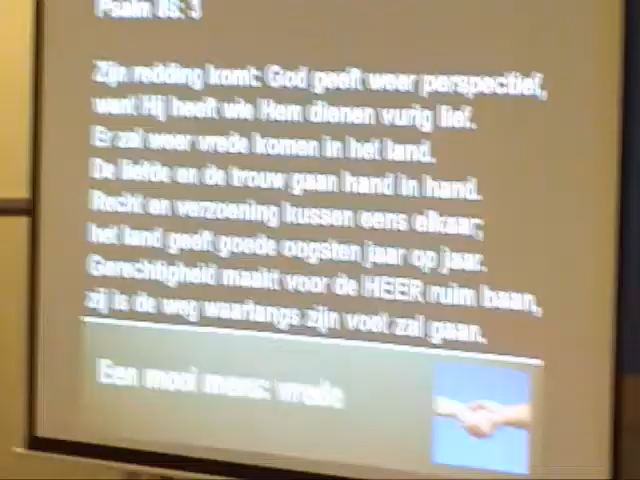 Psalm 85: 3
Zijn redding komt: God geeft weer perspectief,
want Hij heeft wie Hem dienen vurig lief.
Er zal weer vrede komen in het land.
De liefde en de trouw gaan hand in hand.
Recht en verzoening kussen eens elkaar;
het land geeft goede oogsten jaar op jaar.
Gerechtigheid maakt voor de HEER ruim baan,
zij is de weg waarlangs zijn voet zal gaan.
Een mooi mens: vrede